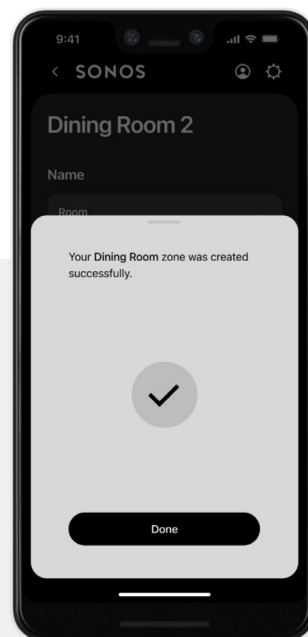 9:41
SONOS
Dining Room 2
Name
Room
Your Dining Room zone was created
successfully.
Done